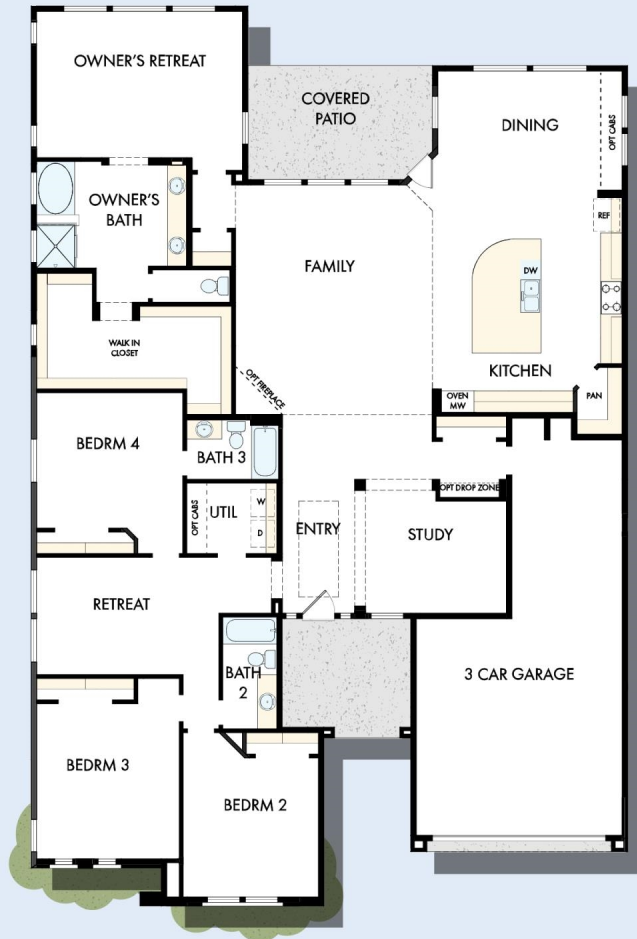 OWNER'S RETREAT
COVERED
PATIO
DINING
OPT CABS
OWNER'S
BATH
REF
FAMILY
DW
WALK IN
CLOSET
OPT FIREPLACE
KITCHEN
OVEN
MW
PAN
BEDRM 4
BATH 3
OPT DROP ZONE
OPT CABS
UTIL
W
D
ENTRY
STUDY
RETREAT
BATH
2
3 CAR GARAGE
BEDRM 3
BEDRM 2